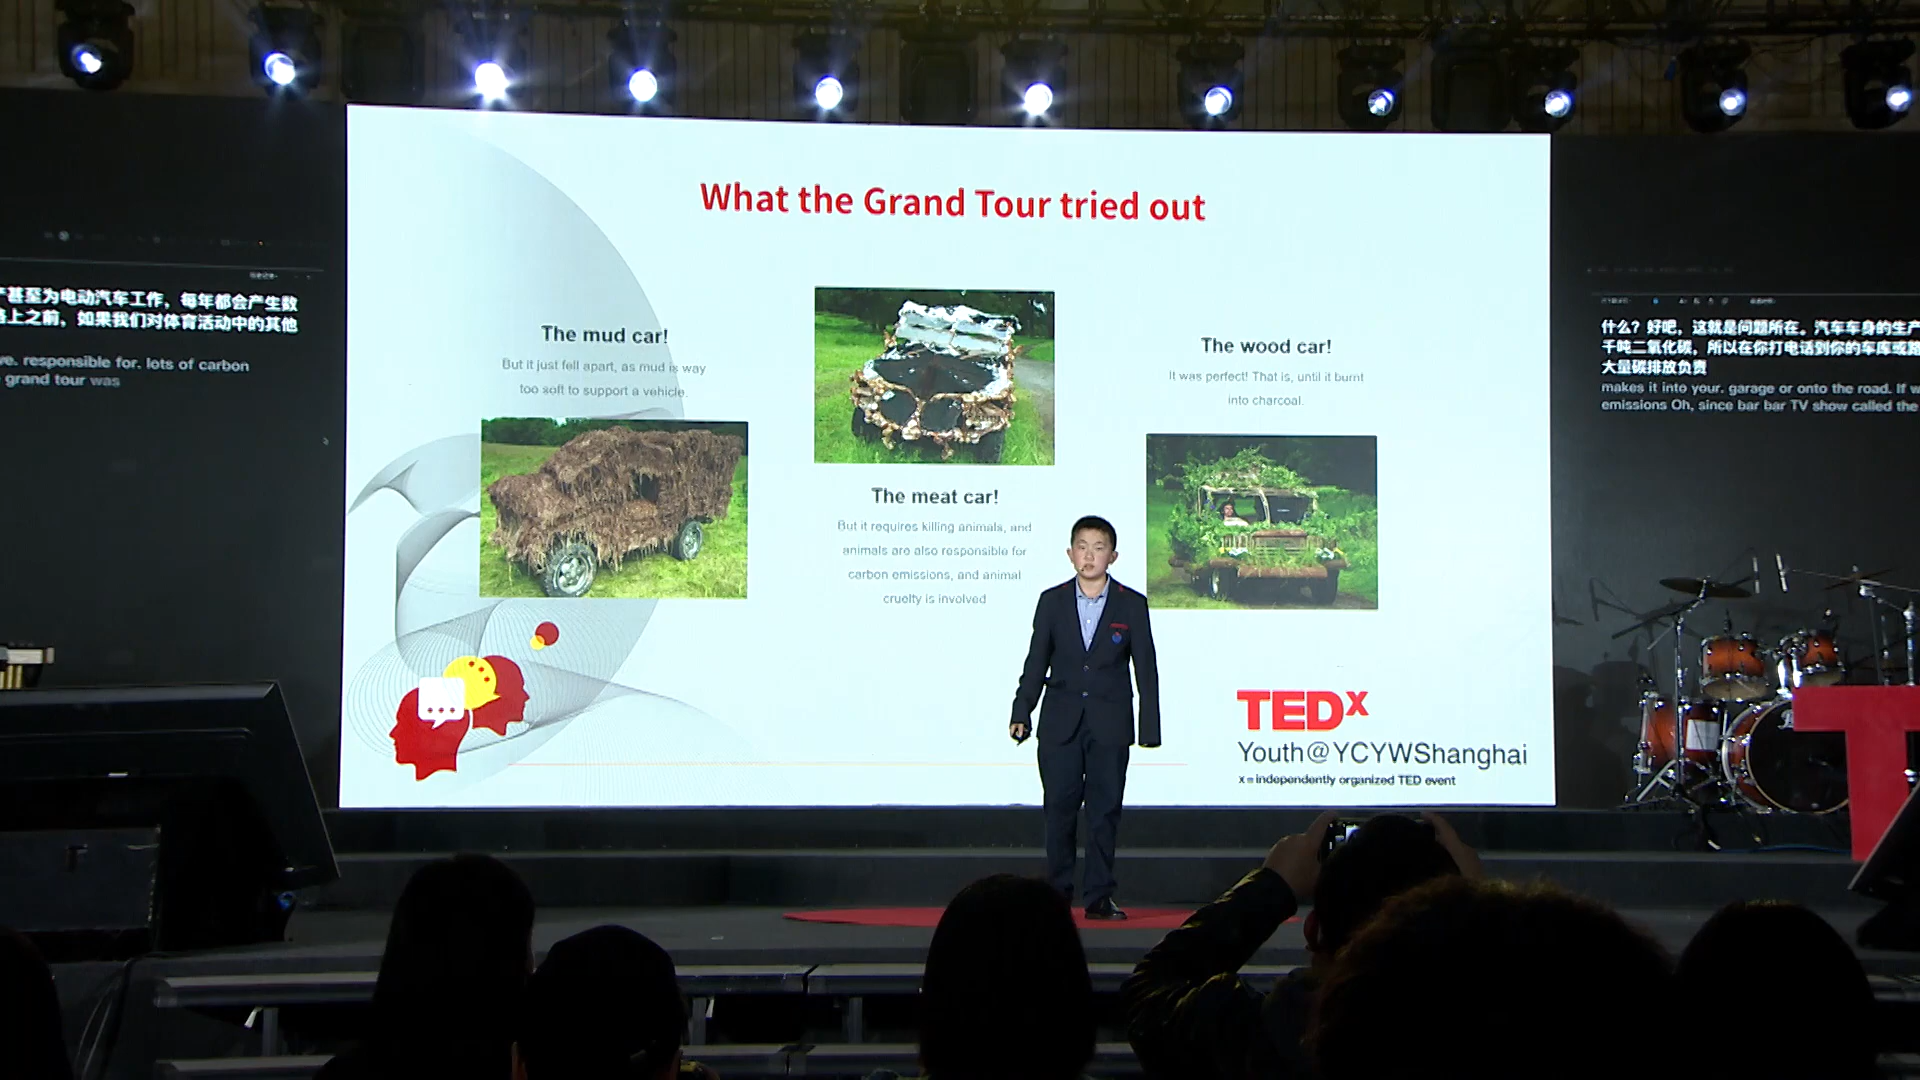 What the Grand Tour tried out
The mud car!
But it just fell apart, as mud is way
too soft to support a vehicle.
The meat car!
But it requires killing animals, and
animals are also responsible for
carbon emissions, and animal
cruelty is involved
The wood car!
It was perfect! That is, until it burnt
into charcoal.
TEDx
Youth@YCYWShanghai
x = independently organized TED event
甚至为电动汽车工作，每年都会产生数
路上之前，如果我们对体育活动中的其他
ve. responsible for. lots of carbon
grand tour was
什么？好吧，这就是问题所在。汽车车身的生产
千吨二氧化碳，所以在你打电话到你的车库或路
大量碳排放负责
makes it into your. garage or onto the road. If w
emissions Oh, since bar bar TV show called the
T